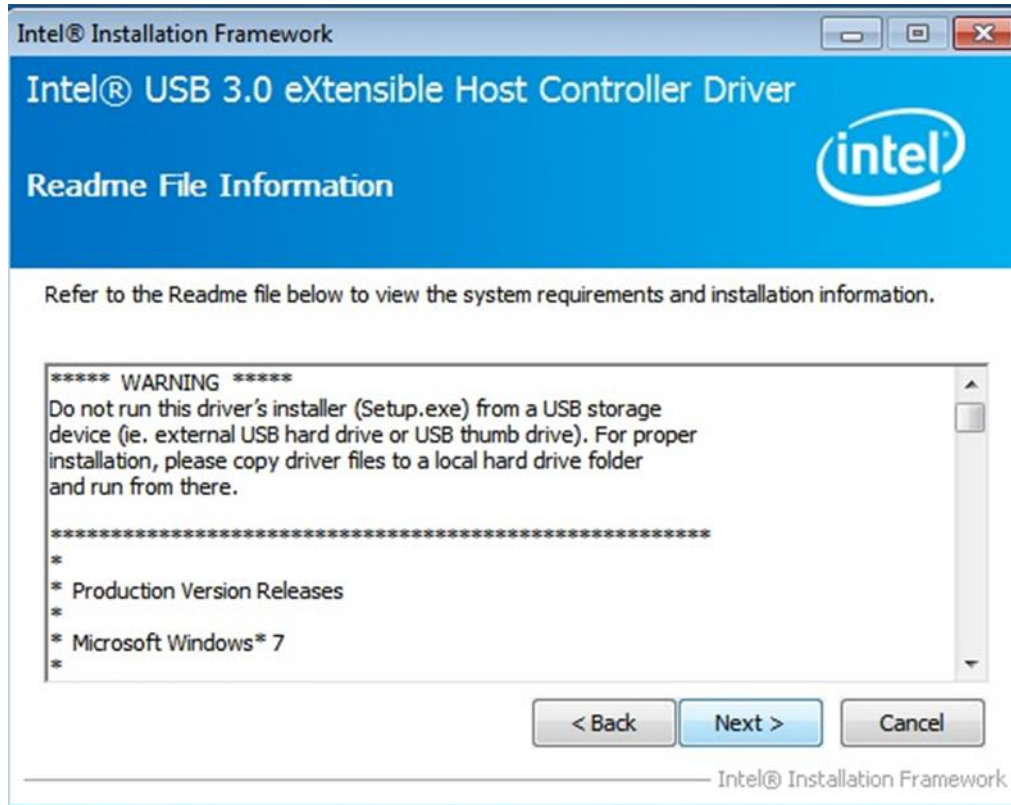 Intel® Installation Framework
Intel® USB 3.0 eXtensible Host Controller Driver
intel
Readme File Information
Refer to the Readme file below to view the system requirements and installation information.
***** WARNING *****
Do not run this driver's installer (Setup.exe) from a USB storage
device (ie. external USB hard drive or USB thumb drive). For proper
installation, please copy driver files to a local hard drive folder
and run from there.
*******************************************************
*
* Production Version Releases
*
* Microsoft Windows* 7
*
< Back Next > Cancel
Intel® Installation Framework